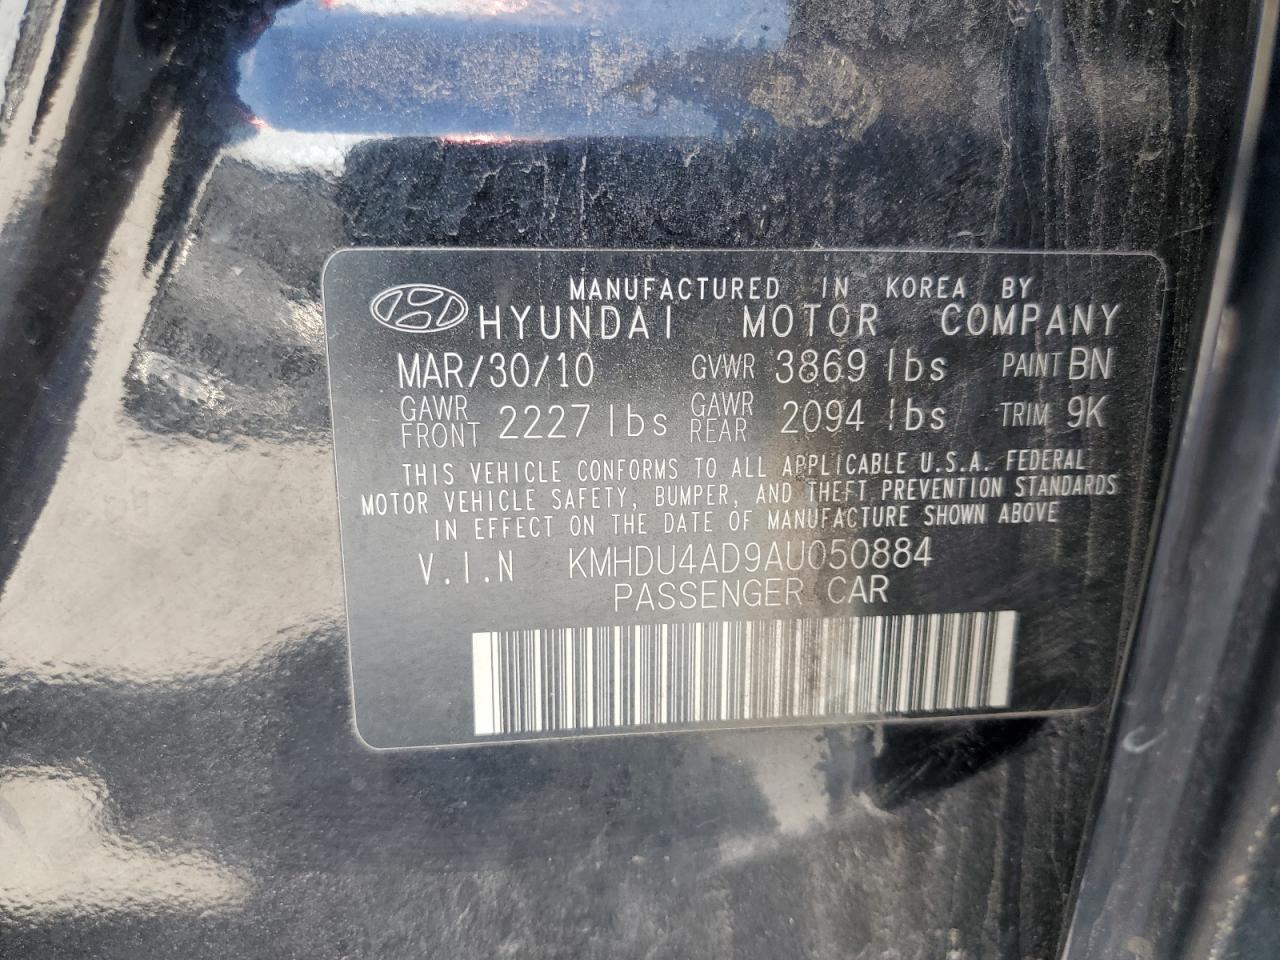 MANUFACTURED IN KOREA BY
HYUNDAI MOTOR COMPANY
MAR/30/10 GVWR 3869 lbs PAINT BN
GAWR FRONT 2227 lbs GAWR REAR 2094 lbs TRIM 9K
THIS VEHICLE CONFORMS TO ALL APPLICABLE U.S.A. FEDERAL
MOTOR VEHICLE SAFETY, BUMPER, AND THEFT PREVENTION STANDARDS
IN EFFECT ON THE DATE OF MANUFACTURE SHOWN ABOVE
V.I.N KMHDU4AD9AU050884
PASSENGER CAR